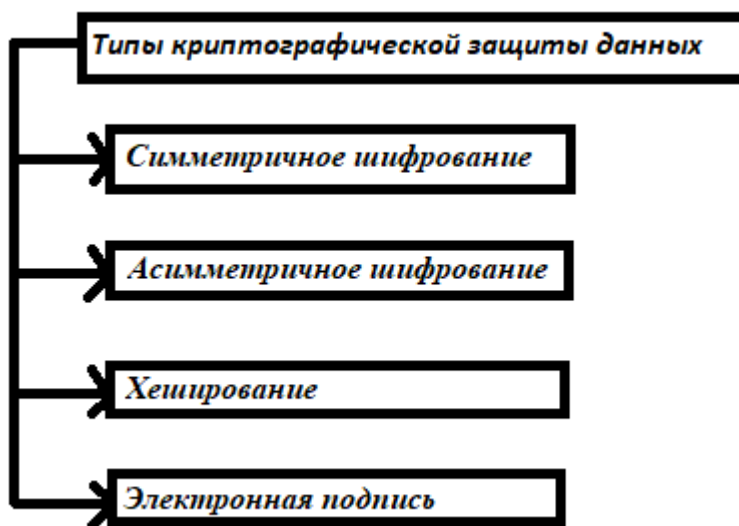 Типы криптографической защиты данных
Симметричное шифрование
Асимметричное шифрование
Хеширование
Электронная подпись